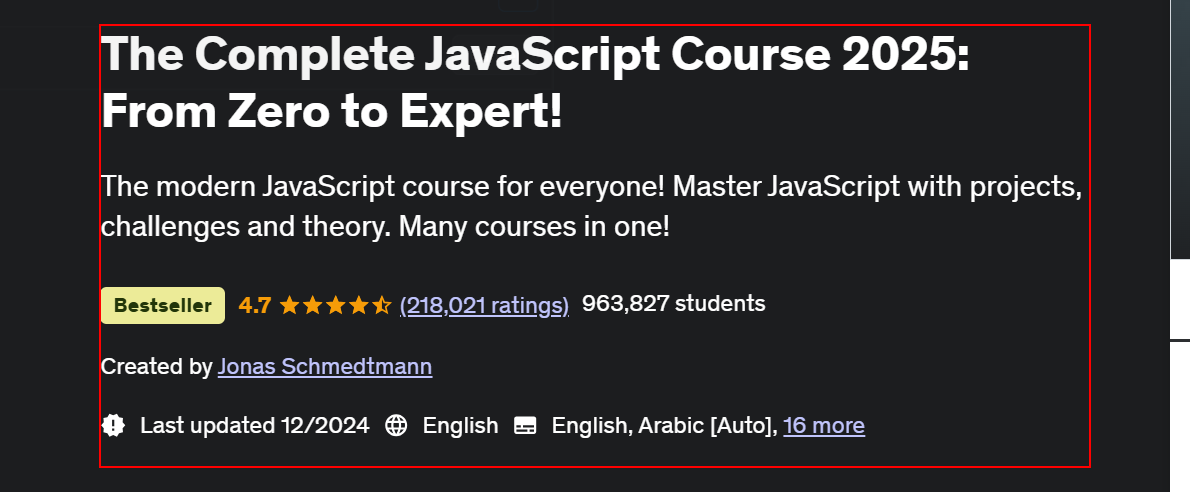 The Complete JavaScript Course 2025:
From Zero to Expert!
The modern JavaScript course for everyone! Master JavaScript with projects,
challenges and theory. Many courses in one!
Bestseller 4.7 (218,021 ratings) 963,827 students
Created by Jonas Schmedtmann
Last updated 12/2024 English English, Arabic [Auto], 16 more